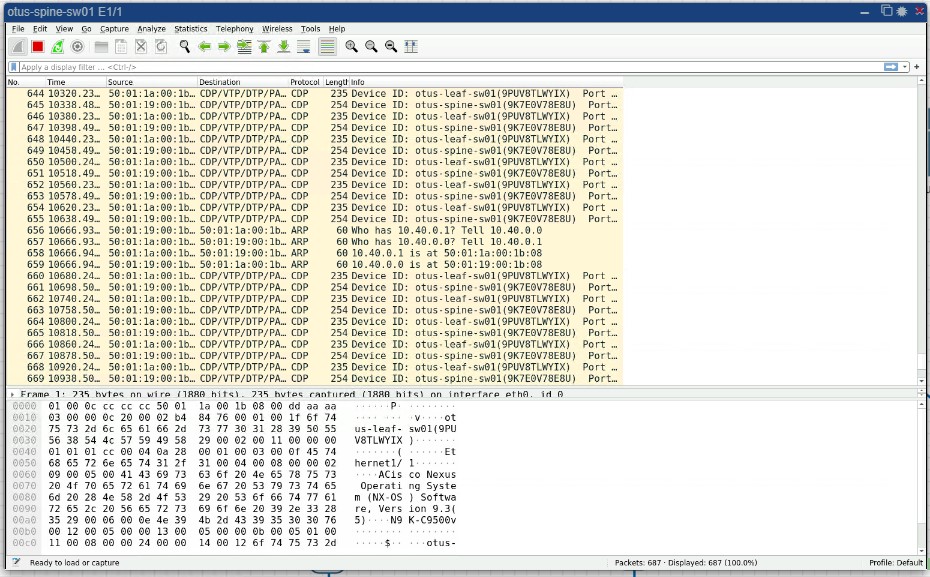 otus-spine-sw01 E1/1
File Edit View Go Capture Analyze Statistics Telephony Wireless Tools Help
Apply a display filter ... <Ctrl-/>
No. Time Source Destination Protocol Length Info
644 10320.23… 50:01:1a:00:1b… CDP/VTP/DTP/PA… CDP 235 Device ID: otus-leaf-sw01(9PUV8TLWYIX) Port …
645 10338.48… 50:01:19:00:1b… CDP/VTP/DTP/PA… CDP 254 Device ID: otus-spine-sw01(9K7E0V78E8U) Port…
646 10380.23… 50:01:1a:00:1b… CDP/VTP/DTP/PA… CDP 235 Device ID: otus-leaf-sw01(9PUV8TLWYIX) Port …
647 10398.49… 50:01:19:00:1b… CDP/VTP/DTP/PA… CDP 254 Device ID: otus-spine-sw01(9K7E0V78E8U) Port…
648 10440.23… 50:01:1a:00:1b… CDP/VTP/DTP/PA… CDP 235 Device ID: otus-leaf-sw01(9PUV8TLWYIX) Port …
649 10458.49… 50:01:19:00:1b… CDP/VTP/DTP/PA… CDP 254 Device ID: otus-spine-sw01(9K7E0V78E8U) Port…
650 10500.24… 50:01:1a:00:1b… CDP/VTP/DTP/PA… CDP 235 Device ID: otus-leaf-sw01(9PUV8TLWYIX) Port …
651 10518.49… 50:01:19:00:1b… CDP/VTP/DTP/PA… CDP 254 Device ID: otus-spine-sw01(9K7E0V78E8U) Port…
652 10560.23… 50:01:1a:00:1b… CDP/VTP/DTP/PA… CDP 235 Device ID: otus-leaf-sw01(9PUV8TLWYIX) Port …
653 10578.49… 50:01:19:00:1b… CDP/VTP/DTP/PA… CDP 254 Device ID: otus-spine-sw01(9K7E0V78E8U) Port…
654 10620.23… 50:01:1a:00:1b… CDP/VTP/DTP/PA… CDP 235 Device ID: otus-leaf-sw01(9PUV8TLWYIX) Port …
655 10638.49… 50:01:19:00:1b… CDP/VTP/DTP/PA… CDP 254 Device ID: otus-spine-sw01(9K7E0V78E8U) Port…
656 10666.93… 50:01:1a:00:1b… 50:01:19:00:1b… ARP 60 Who has 10.40.0.1? Tell 10.40.0.0
657 10666.93… 50:01:19:00:1b… 50:01:1a:00:1b… ARP 60 Who has 10.40.0.0? Tell 10.40.0.1
658 10666.94… 50:01:1a:00:1b… 50:01:19:00:1b… ARP 60 10.40.0.1 is at 50:01:1a:00:1b:08
659 10666.94… 50:01:19:00:1b… 50:01:1a:00:1b… ARP 60 10.40.0.0 is at 50:01:19:00:1b:08
660 10680.24… 50:01:1a:00:1b… CDP/VTP/DTP/PA… CDP 235 Device ID: otus-leaf-sw01(9PUV8TLWYIX) Port …
661 10698.50… 50:01:19:00:1b… CDP/VTP/DTP/PA… CDP 254 Device ID: otus-spine-sw01(9K7E0V78E8U) Port…
662 10740.24… 50:01:1a:00:1b… CDP/VTP/DTP/PA… CDP 235 Device ID: otus-leaf-sw01(9PUV8TLWYIX) Port …
663 10758.50… 50:01:19:00:1b… CDP/VTP/DTP/PA… CDP 254 Device ID: otus-spine-sw01(9K7E0V78E8U) Port…
664 10800.24… 50:01:1a:00:1b… CDP/VTP/DTP/PA… CDP 235 Device ID: otus-leaf-sw01(9PUV8TLWYIX) Port …
665 10818.50… 50:01:19:00:1b… CDP/VTP/DTP/PA… CDP 254 Device ID: otus-spine-sw01(9K7E0V78E8U) Port…
666 10860.24… 50:01:1a:00:1b… CDP/VTP/DTP/PA… CDP 235 Device ID: otus-leaf-sw01(9PUV8TLWYIX) Port …
667 10878.50… 50:01:19:00:1b… CDP/VTP/DTP/PA… CDP 254 Device ID: otus-spine-sw01(9K7E0V78E8U) Port…
668 10920.24… 50:01:1a:00:1b… CDP/VTP/DTP/PA… CDP 235 Device ID: otus-leaf-sw01(9PUV8TLWYIX) Port …
669 10938.50… 50:01:19:00:1b… CDP/VTP/DTP/PA… CDP 254 Device ID: otus-spine-sw01(9K7E0V78E8U) Port…
Frame 1: 235 bytes on wire (1880 bits), 235 bytes captured (1880 bits) on interface eth0, id 0
0000 01 00 0c cc cc cc 50 01 1a 00 1b 08 00 dd aa aa ······P· ········
0010 03 00 00 0c 20 00 02 b4 84 76 00 01 00 1f 6f 74 ···· ··· ·v····ot
0020 75 73 2d 6c 65 61 66 2d 73 77 30 31 28 39 50 55 us-leaf- sw01(9PU
0030 56 38 54 4c 57 59 49 58 29 00 02 00 11 00 00 00 V8TLWYIX )·······
0040 01 01 01 cc 00 04 0a 28 00 01 00 03 00 0f 45 74 ·······( ······Et
0050 68 65 72 6e 65 74 31 2f 31 00 04 00 08 00 00 02 hernet1/ 1·······
0060 09 00 05 00 41 43 69 73 63 6f 20 4e 65 78 75 73 ····ACis co Nexus
0070 20 4f 70 65 72 61 74 69 6e 67 20 53 79 73 74 65 Operati ng Syste
0080 6d 20 28 4e 58 2d 4f 53 29 20 53 6f 66 74 77 61 m (NX-OS ) Softwa
0090 72 65 2c 20 56 65 72 73 69 6f 6e 20 39 2e 33 28 re, Vers ion 9.3(
00a0 35 29 00 06 00 0e 4e 39 4b 2d 43 39 35 30 30 76 5)····N9 K-C9500v
00b0 00 12 00 05 00 00 13 00 05 00 00 0b 00 05 01 00 ········ ········
00c0 11 00 08 00 00 24 00 00 14 00 12 6f 74 75 73 2d ·····$·· ···otus-
Ready to load or capture
Packets: 687 · Displayed: 687 (100.0%)
Profile: Default